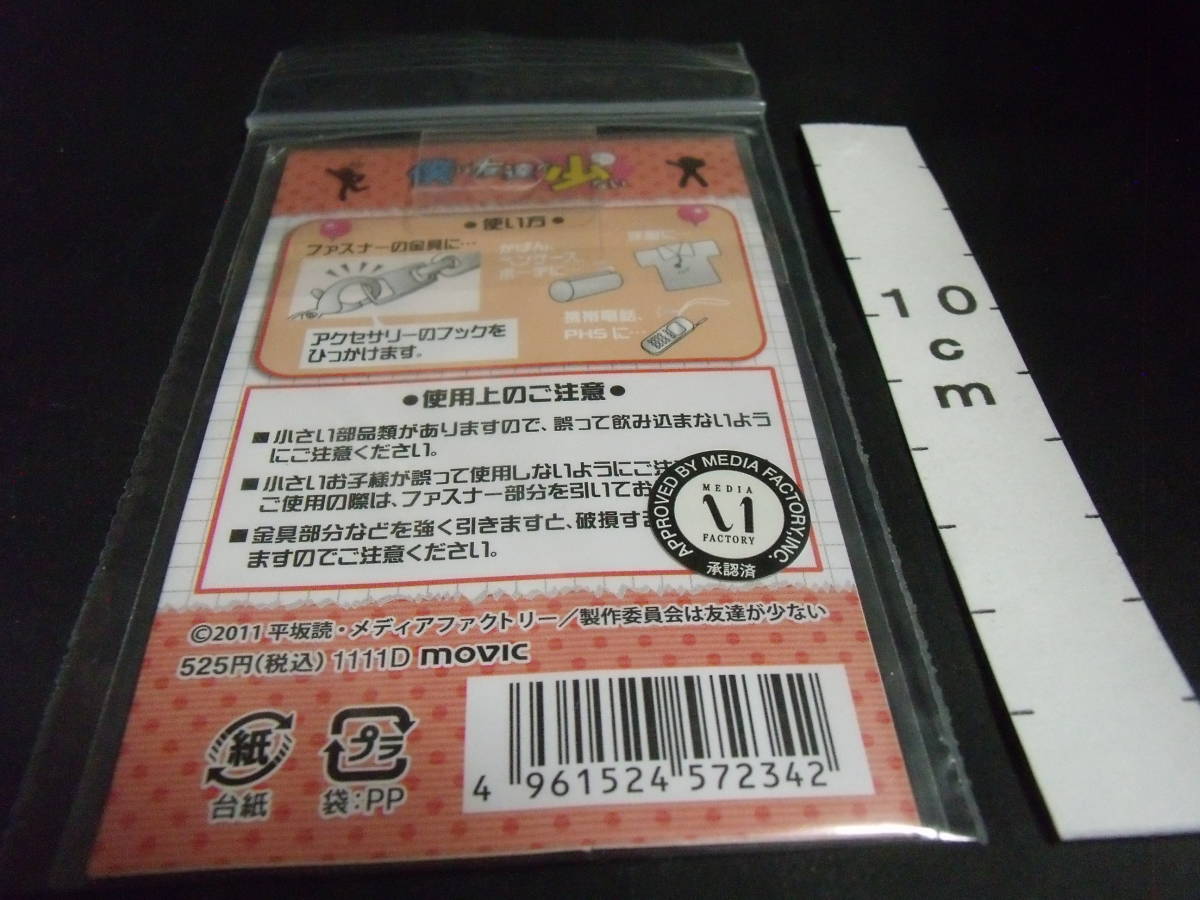 僕は友達が少ない
●使い方●
ファスナーの金具に…
かばん、
ペンケース、
ポーチに…
洋服に…
アクセサリーのフックを
ひっかけます。
携帯電話、
PHSに…
●使用上のご注意●
■小さい部品類がありますので、誤って飲み込まないよう
にご注意ください。
■小さいお子様が誤って使用しないようにご注
ご使用の際は、ファスナー部分を引いてお
■金具部分などを強く引きますと、破損す
ますのでご注意ください。
APPROVED BY MEDIA FACTORY, INC.
MEDIA
FACTORY
承認済
©2011 平坂読・メディアファクトリー／製作委員会は友達が少ない
525円(税込) 1111D movic
紙
台紙
プラ
袋:PP
4 961524 572342
10
cm